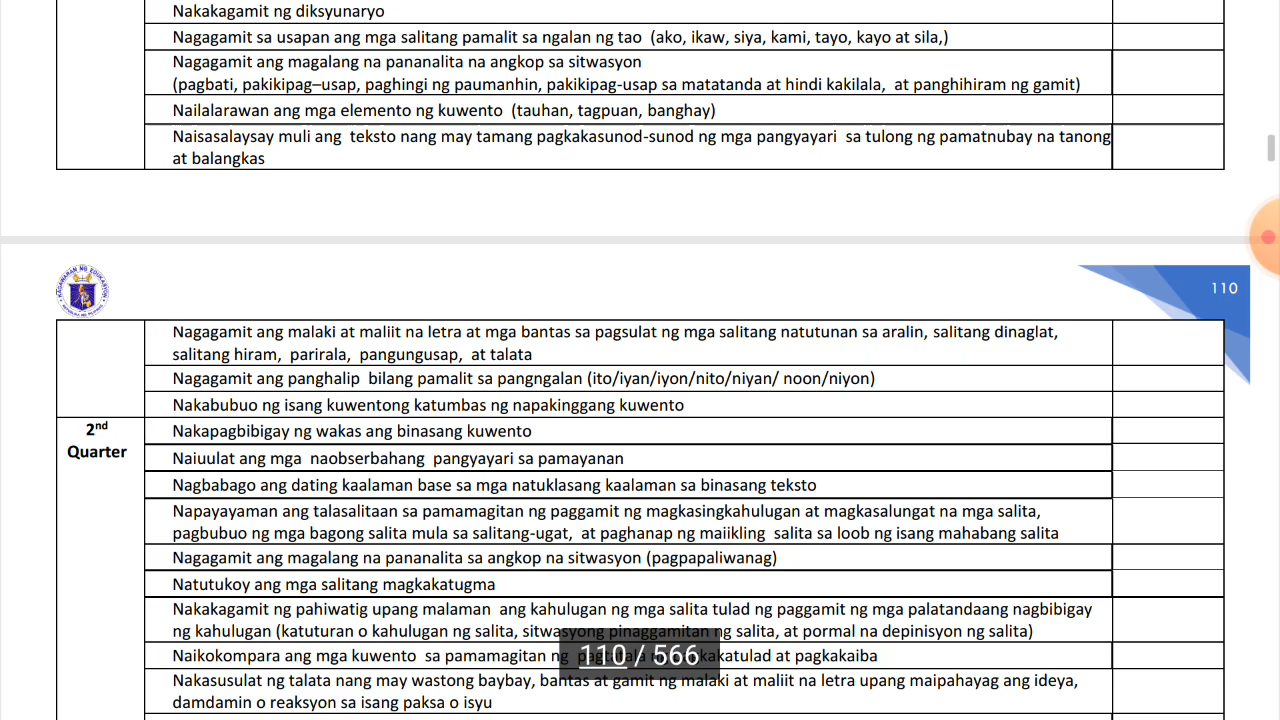 Nakakagamit ng diksyunaryo
Nagagamit sa usapan ang mga salitang pamalit sa ngalan ng tao (ako, ikaw, siya, kami, tayo, kayo at sila,)
Nagagamit ang magalang na pananalita na angkop sa sitwasyon
(pagbati, pakikipag–usap, paghingi ng paumanhin, pakikipag-usap sa matatanda at hindi kakilala, at panghihiram ng gamit)
Nailalarawan ang mga elemento ng kuwento (tauhan, tagpuan, banghay)
Naisasalaysay muli ang teksto nang may tamang pagkakasunod-sunod ng mga pangyayari sa tulong ng pamatnubay na tanong
at balangkas
KAGAWARAN NG EDUKASYON
110
Nagagamit ang malaki at maliit na letra at mga bantas sa pagsulat ng mga salitang natutunan sa aralin, salitang dinaglat,
salitang hiram, parirala, pangungusap, at talata
Nagagamit ang panghalip bilang pamalit sa pangngalan (ito/iyan/iyon/nito/niyan/ noon/niyon)
Nakabubuo ng isang kuwentong katumbas ng napakinggang kuwento
2nd
Quarter
Nakapagbibigay ng wakas ang binasang kuwento
Naiuulat ang mga naobserbahang pangyayari sa pamayanan
Nagbabago ang dating kaalaman base sa mga natuklasang kaalaman sa binasang teksto
Napayayaman ang talasalitaan sa pamamagitan ng paggamit ng magkasingkahulugan at magkasalungat na mga salita,
pagbubuo ng mga bagong salita mula sa salitang-ugat, at paghanap ng maiikling salita sa loob ng isang mahabang salita
Nagagamit ang magalang na pananalita sa angkop na sitwasyon (pagpapaliwanag)
Natutukoy ang mga salitang magkakatugma
Nakakagamit ng pahiwatig upang malaman ang kahulugan ng mga salita tulad ng paggamit ng mga palatandaang nagbibigay
ng kahulugan (katuturan o kahulugan ng salita, sitwasyong pinaggamitan ng salita, at pormal na depinisyon ng salita)
Naikokompara ang mga kuwento sa pamamagitan ng pagtatala at pagkakaiba
110 / 566
Nakasusulat ng talata nang may wastong baybay, bantas at gamit ng malaki at maliit na letra upang maipahayag ang ideya,
damdamin o reaksyon sa isang paksa o isyu